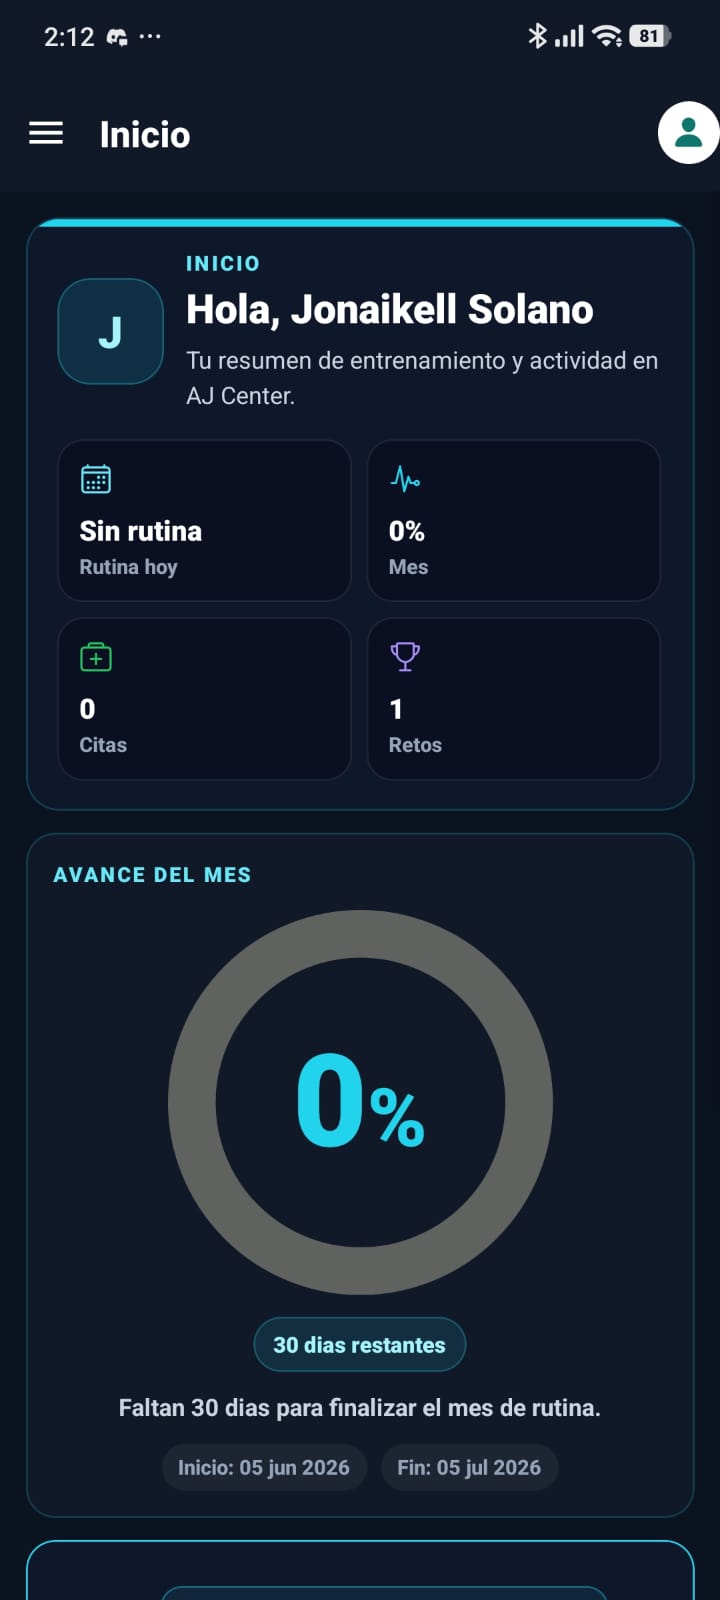 2:12
81
Inicio
INICIO
J
Hola, Jonaikell Solano
Tu resumen de entrenamiento y actividad en
AJ Center.
Sin rutina
Rutina hoy
0%
Mes
0
Citas
1
Retos
AVANCE DEL MES
0%
30 dias restantes
Faltan 30 dias para finalizar el mes de rutina.
Inicio: 05 jun 2026
Fin: 05 jul 2026